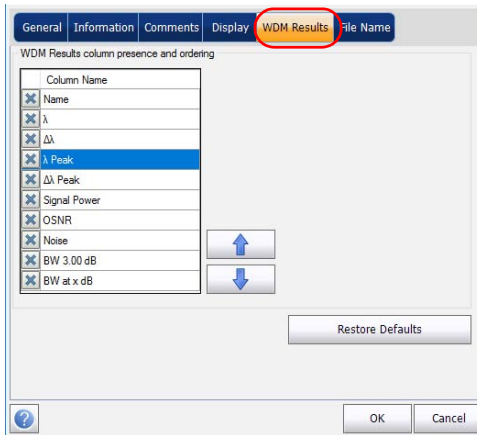 General Information Comments Display WDM Results File Name
WDM Results column presence and ordering
Column Name
Name
λ
Δλ
λ Peak
Δλ Peak
Signal Power
OSNR
Noise
BW 3.00 dB
BW at x dB
Restore Defaults
OK Cancel